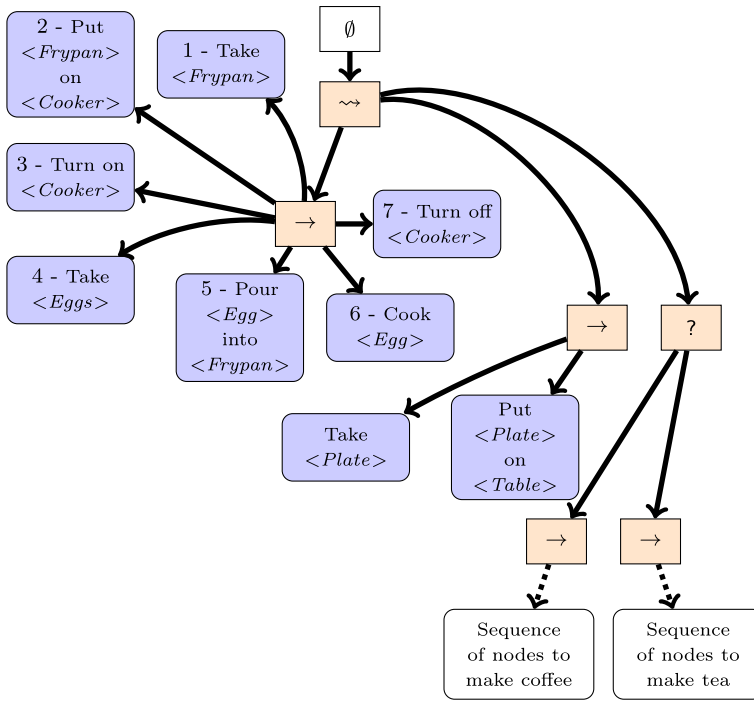 ∅
⇝
2 - Put
<Frypan>
on
<Cooker>
1 - Take
<Frypan>
3 - Turn on
<Cooker>
→
7 - Turn off
<Cooker>
4 - Take
<Eggs>
5 - Pour
<Egg>
into
<Frypan>
6 - Cook
<Egg>
→
?
Take
<Plate>
Put
<Plate>
on
<Table>
→
→
Sequence
of nodes to
make coffee
Sequence
of nodes to
make tea